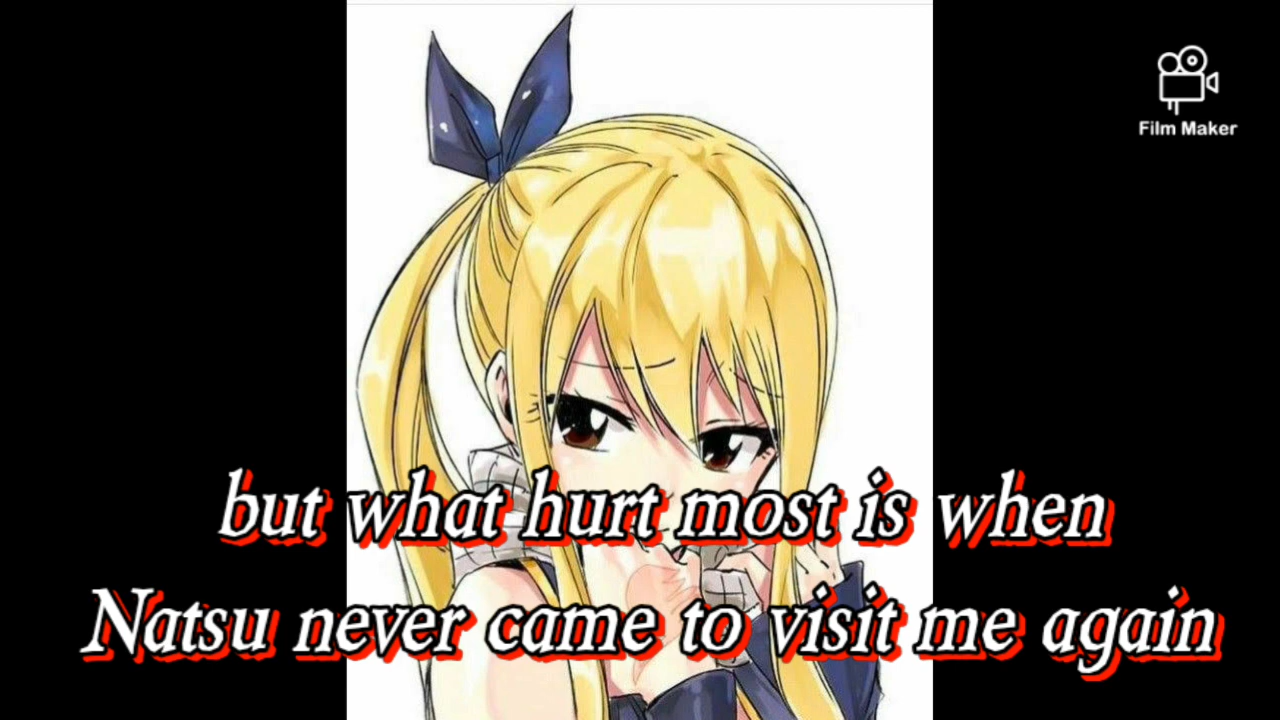 Film Maker
but what hurt most is when
Natsu never came to visit me again